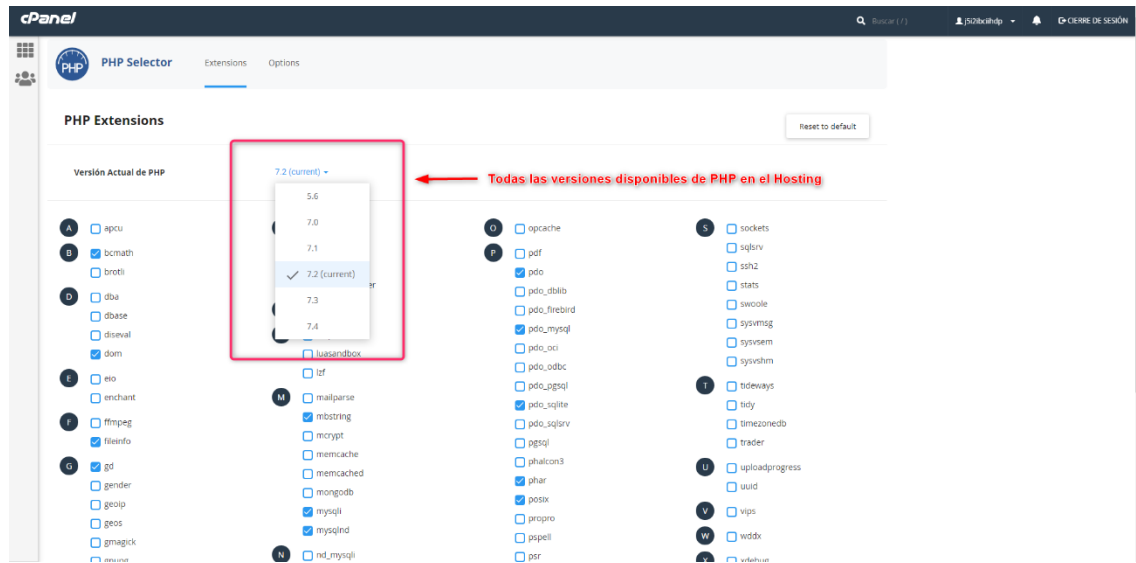 cPanel
Buscar ( / )
j5i2ibciihdp
CIERRE DE SESIÓN
PHP
PHP Selector
Extensions
Options
PHP Extensions
Reset to default
Versión Actual de PHP
7.2 (current)
Todas las versiones disponibles de PHP en el Hosting
5.6
7.0
7.1
7.2 (current)
7.3
7.4
A
apcu
B
bcmath
brotli
D
dba
dbase
diseval
dom
E
eio
enchant
F
ffmpeg
fileinfo
G
gd
gender
geoip
geos
gmagick
luasandbox
lzf
M
mailparse
mbstring
mcrypt
memcache
memcached
mongodb
mysqli
mysqlnd
N
nd_mysqli
O
opcache
P
pdf
pdo
pdo_dblib
pdo_firebird
pdo_mysql
pdo_oci
pdo_odbc
pdo_pgsql
pdo_sqlite
pdo_sqlsrv
pgsql
phalcon3
phar
posix
propro
pspell
psr
S
sockets
sqlsrv
ssh2
stats
swoole
sysvmsg
sysvsem
sysvshm
T
tideways
tidy
timezonedb
trader
U
uploadprogress
uuid
V
vips
W
wddx
X
xdebug